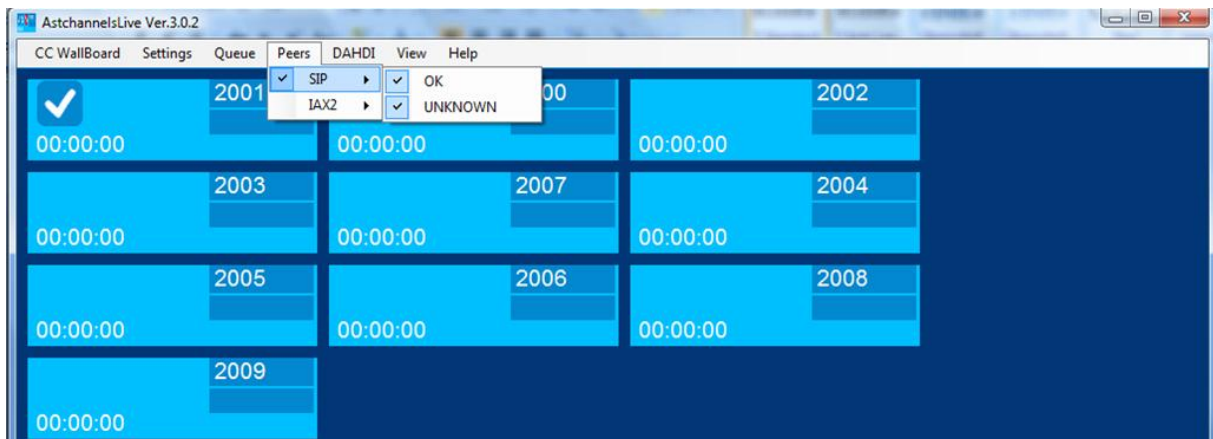 AstchannelsLive Ver.3.0.2
CC WallBoard Settings Queue Peers DAHDI View Help
SIP OK
IAX2 UNKNOWN
2001 00 2002
00:00:00 00:00:00 00:00:00
2003 2007 2004
00:00:00 00:00:00 00:00:00
2005 2006 2008
00:00:00 00:00:00 00:00:00
2009
00:00:00